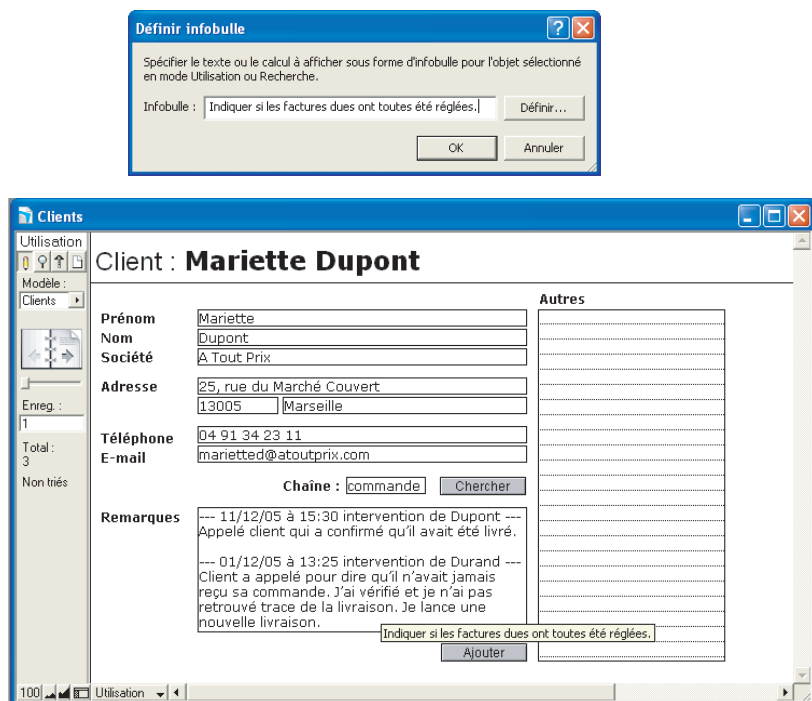 Définir infobulle
Spécifier le texte ou le calcul à afficher sous forme d'infobulle pour l'objet sélectionné
en mode Utilisation ou Recherche.
Infobulle : Indiquer si les factures dues ont toutes été réglées. Définir...
OK Annuler
Clients
Utilisation
Client : Mariette Dupont
Modèle :
Clients
Autres
Prénom Mariette
Nom Dupont
Société A Tout Prix
Adresse 25, rue du Marché Couvert
13005 Marseille
Enreg. :
1
Téléphone 04 91 34 23 11
E-mail mariettted@atoutprix.com
Total :
3
Non triés
Chaîne : commande Chercher
Remarques --- 11/12/05 à 15:30 intervention de Dupont ---
Appelé client qui a confirmé qu'il avait été livré.
--- 01/12/05 à 13:25 intervention de Durand ---
Client a appelé pour dire qu'il n'avait jamais
reçu sa commande. J'ai vérifié et je n'ai pas
retrouvé trace de la livraison. Je lance une
nouvelle livraison.
Indiquer si les factures dues ont toutes été réglées.
Ajouter
100 Utilisation